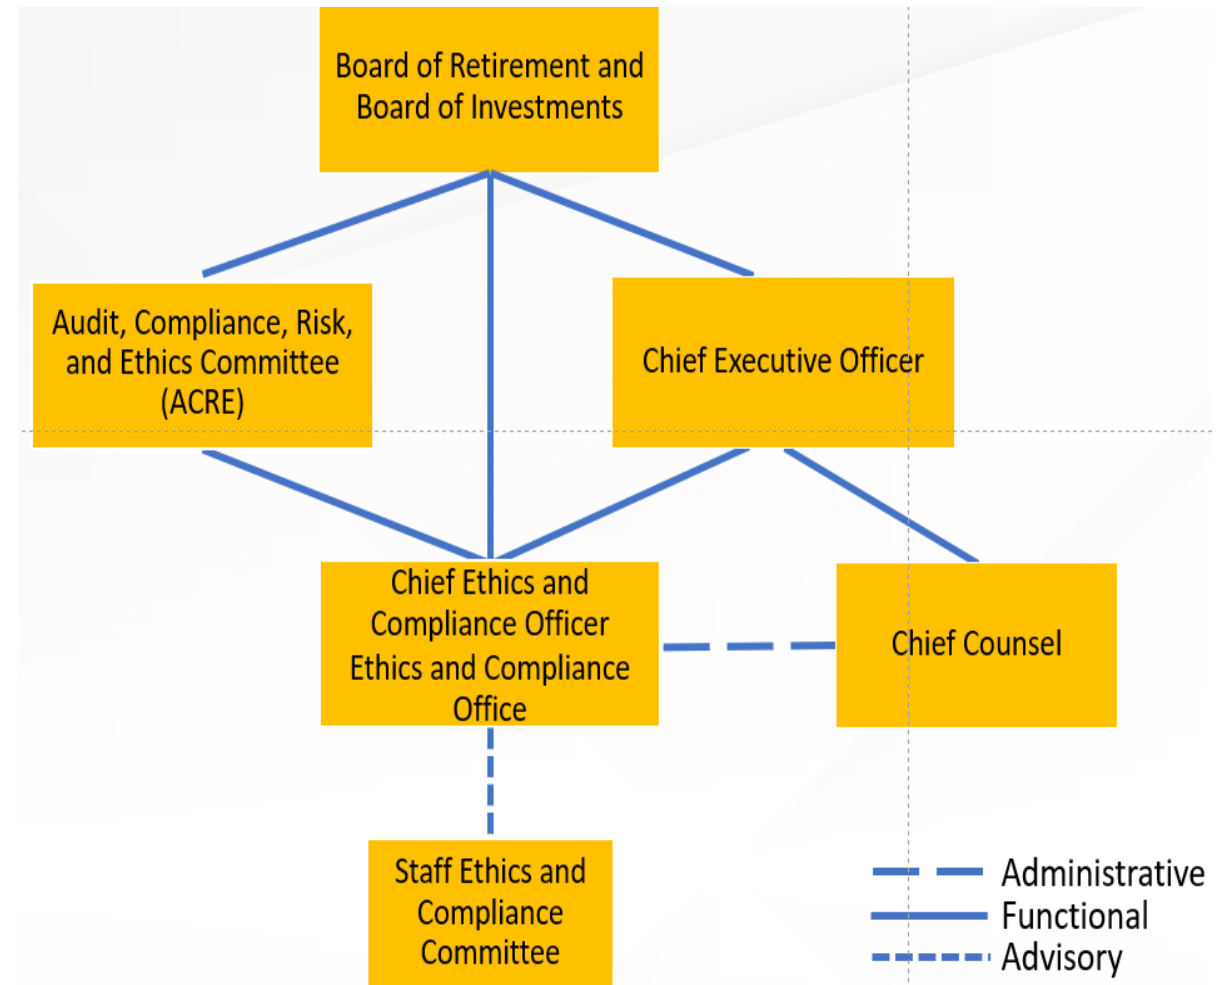 Board of Retirement and
Board of Investments
Audit, Compliance, Risk,
and Ethics Committee
(ACRE)
Chief Executive Officer
Chief Ethics and
Compliance Officer
Ethics and Compliance
Office
Chief Counsel
Staff Ethics and
Compliance
Committee
Administrative
Functional
Advisory